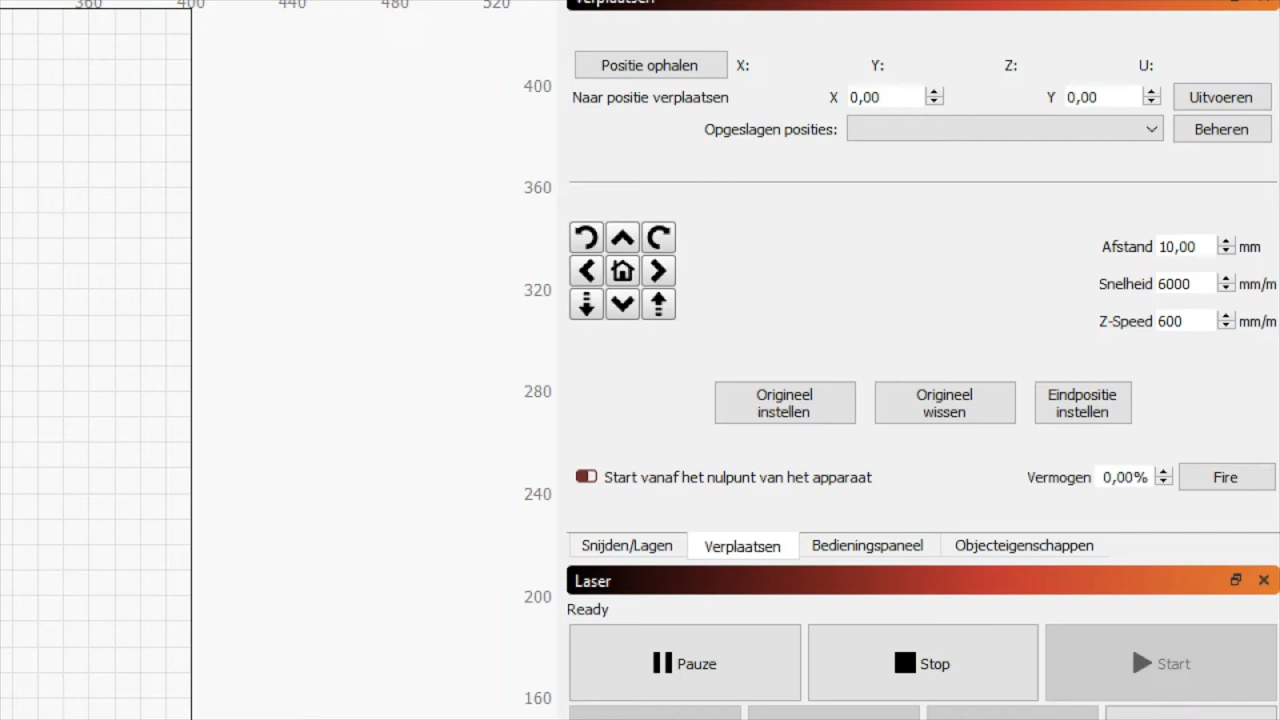 360 400 440 480 520
Verplaatsen
Positie ophalen X: Y: Z: U:
400
Naar positie verplaatsen X 0,00 Y 0,00 Uitvoeren
Opgeslagen posities: Beheren
360
Afstand 10,00 mm
Snelheid 6000 mm/m
320
Z-Speed 600 mm/m
280
Origineel instellen
Origineel wissen
Eindpositie instellen
Start vanaf het nulpunt van het apparaat Vermogen 0,00% Fire
240
Snijden/Lagen Verplaatsen Bedieningspaneel Objecteigenschappen
Laser
200
Ready
Pauze Stop Start
160